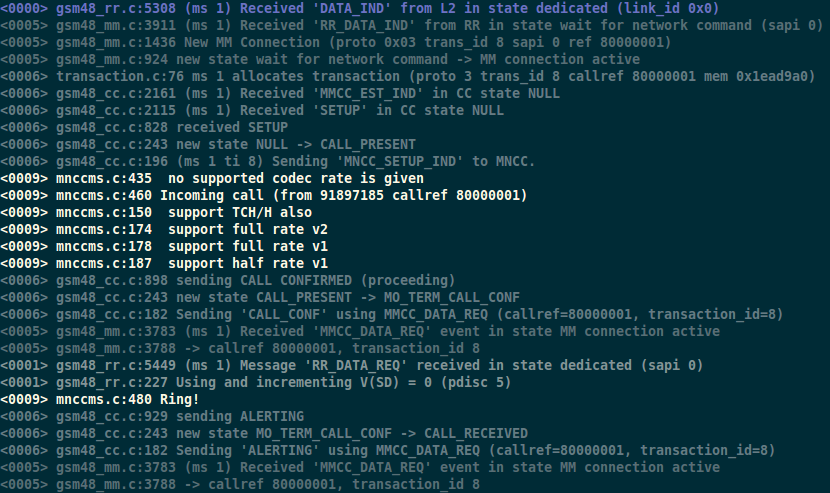 <0000> gsm48_rr.c:5308 (ms 1) Received 'DATA_IND' from L2 in state dedicated (link_id 0x0)
<0005> gsm48_mm.c:3911 (ms 1) Received 'RR_DATA_IND' from RR in state wait for network command (sapi 0)
<0005> gsm48_mm.c:1436 New MM Connection (proto 0x03 trans_id 8 sapi 0 ref 80000001)
<0005> gsm48_mm.c:924 new state wait for network command -> MM connection active
<0006> transaction.c:76 ms 1 allocates transaction (proto 3 trans_id 8 callref 80000001 mem 0x1ead9a0)
<0006> gsm48_cc.c:2161 (ms 1) Received 'MMCC_EST_IND' in CC state NULL
<0006> gsm48_cc.c:2115 (ms 1) Received 'SETUP' in CC state NULL
<0006> gsm48_cc.c:828 received SETUP
<0006> gsm48_cc.c:243 new state NULL -> CALL_PRESENT
<0006> gsm48_cc.c:196 (ms 1 ti 8) Sending 'MNCC_SETUP_IND' to MNCC.
<0009> mnccms.c:435  no supported codec rate is given
<0009> mnccms.c:460 Incoming call (from 91897185 callref 80000001)
<0009> mnccms.c:150  support TCH/H also
<0009> mnccms.c:174  support full rate v2
<0009> mnccms.c:178  support full rate v1
<0009> mnccms.c:187  support half rate v1
<0006> gsm48_cc.c:898 sending CALL CONFIRMED (proceeding)
<0006> gsm48_cc.c:243 new state CALL_PRESENT -> MO_TERM_CALL_CONF
<0006> gsm48_cc.c:182 Sending 'CALL_CONF' using MMCC_DATA_REQ (callref=80000001, transaction_id=8)
<0005> gsm48_mm.c:3783 (ms 1) Received 'MMCC_DATA_REQ' event in state MM connection active
<0005> gsm48_mm.c:3788 -> callref 80000001, transaction_id 8
<0001> gsm48_rr.c:5449 (ms 1) Message 'RR_DATA_REQ' received in state dedicated (sapi 0)
<0001> gsm48_rr.c:227 Using and incrementing V(SD) = 0 (pdisc 5)
<0009> mnccms.c:480 Ring!
<0006> gsm48_cc.c:929 sending ALERTING
<0006> gsm48_cc.c:243 new state MO_TERM_CALL_CONF -> CALL_RECEIVED
<0006> gsm48_cc.c:182 Sending 'ALERTING' using MMCC_DATA_REQ (callref=80000001, transaction_id=8)
<0005> gsm48_mm.c:3783 (ms 1) Received 'MMCC_DATA_REQ' event in state MM connection active
<0005> gsm48_mm.c:3788 -> callref 80000001, transaction_id 8